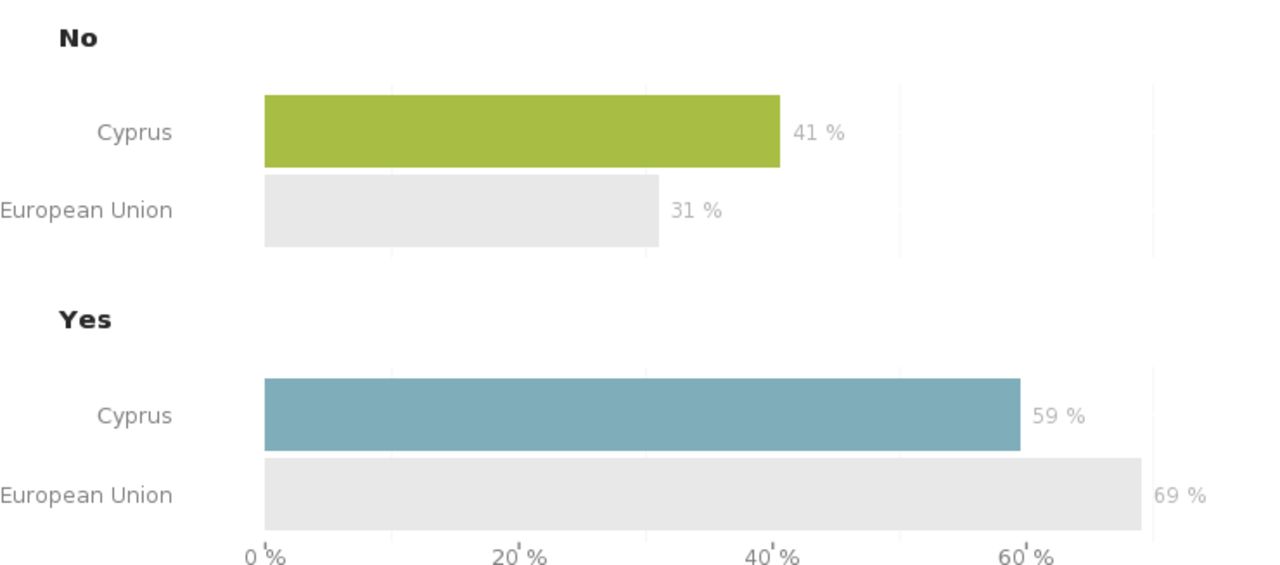 No
Cyprus 41 %
European Union 31 %
Yes
Cyprus 59 %
European Union 69 %
0 % 20 % 40 % 60 %